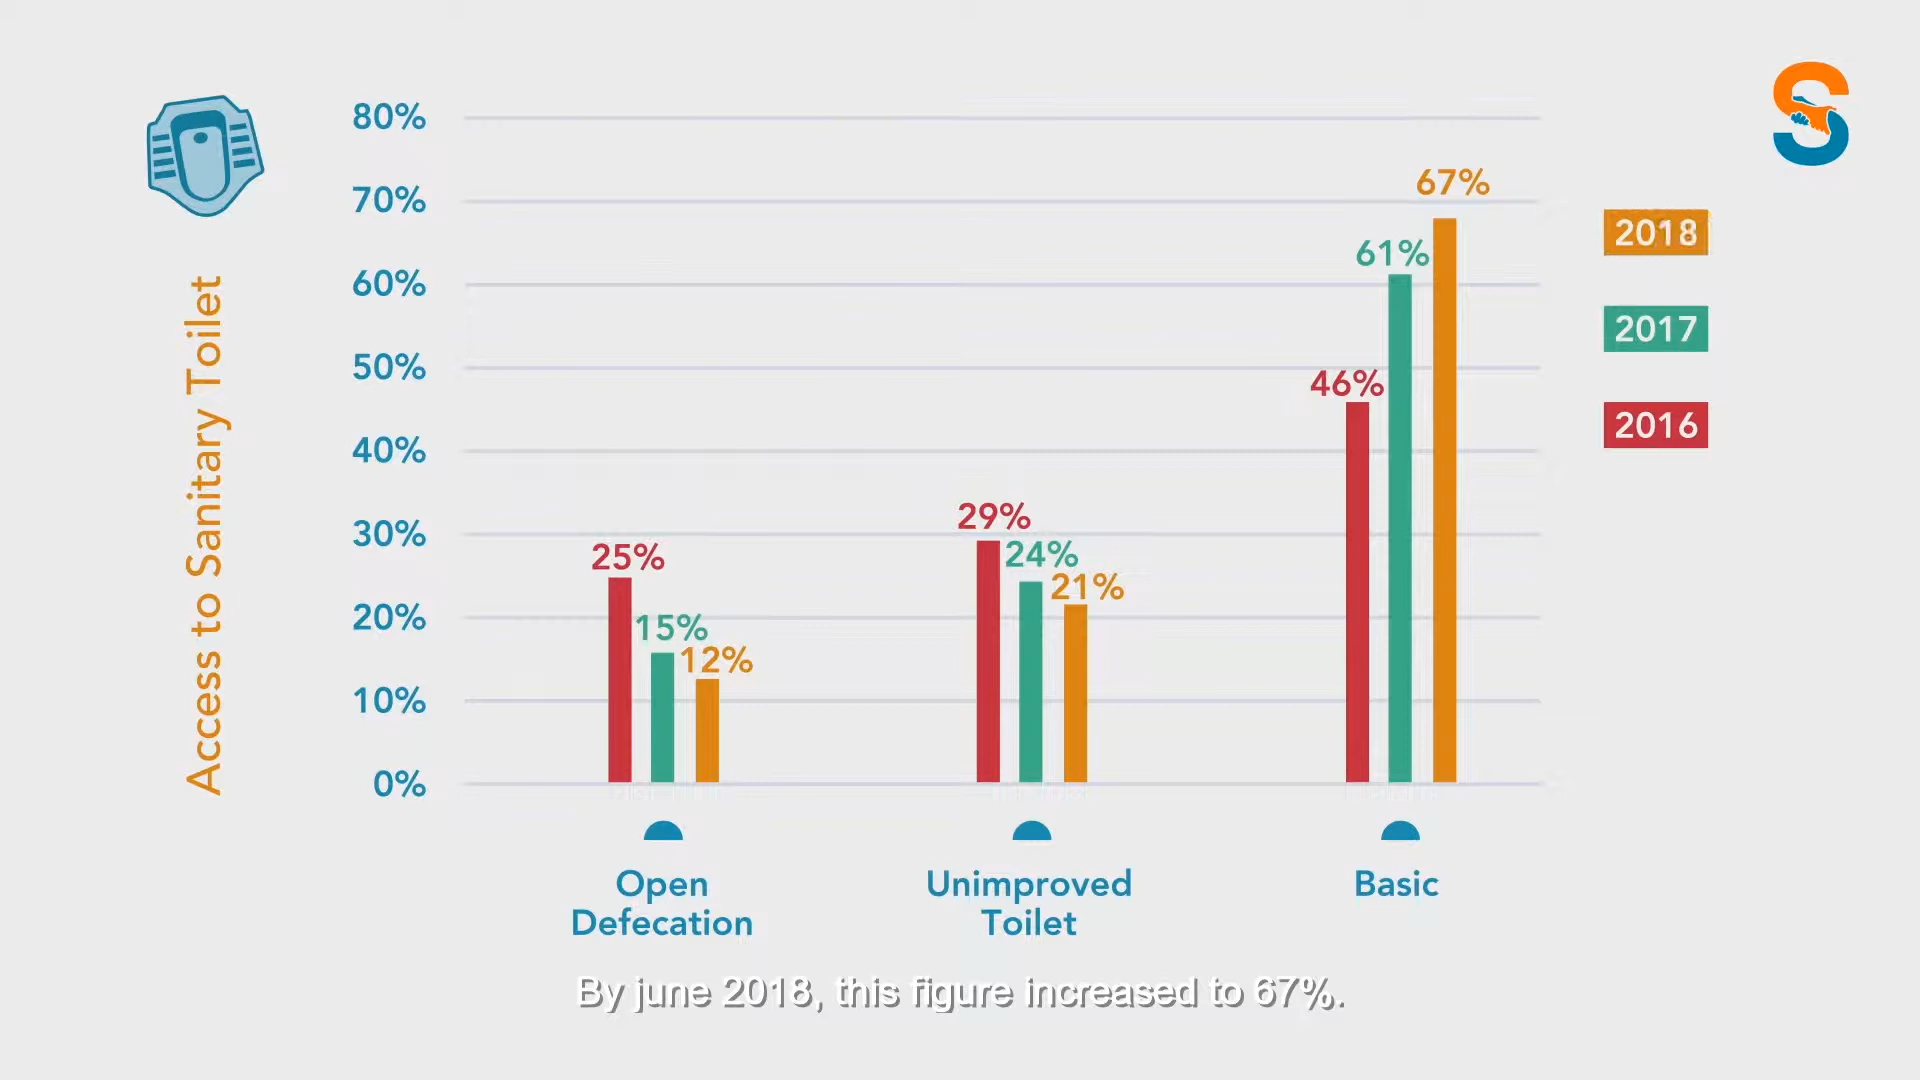 80%
70%
60%
50%
40%
30%
20%
10%
0%
Access to Sanitary Toilet
25%
15%
12%
29%
24%
21%
46%
61%
67%
Open
Defecation
Unimproved
Toilet
Basic
S
2018
2017
2016
By june 2018, this figure increased to 67%.